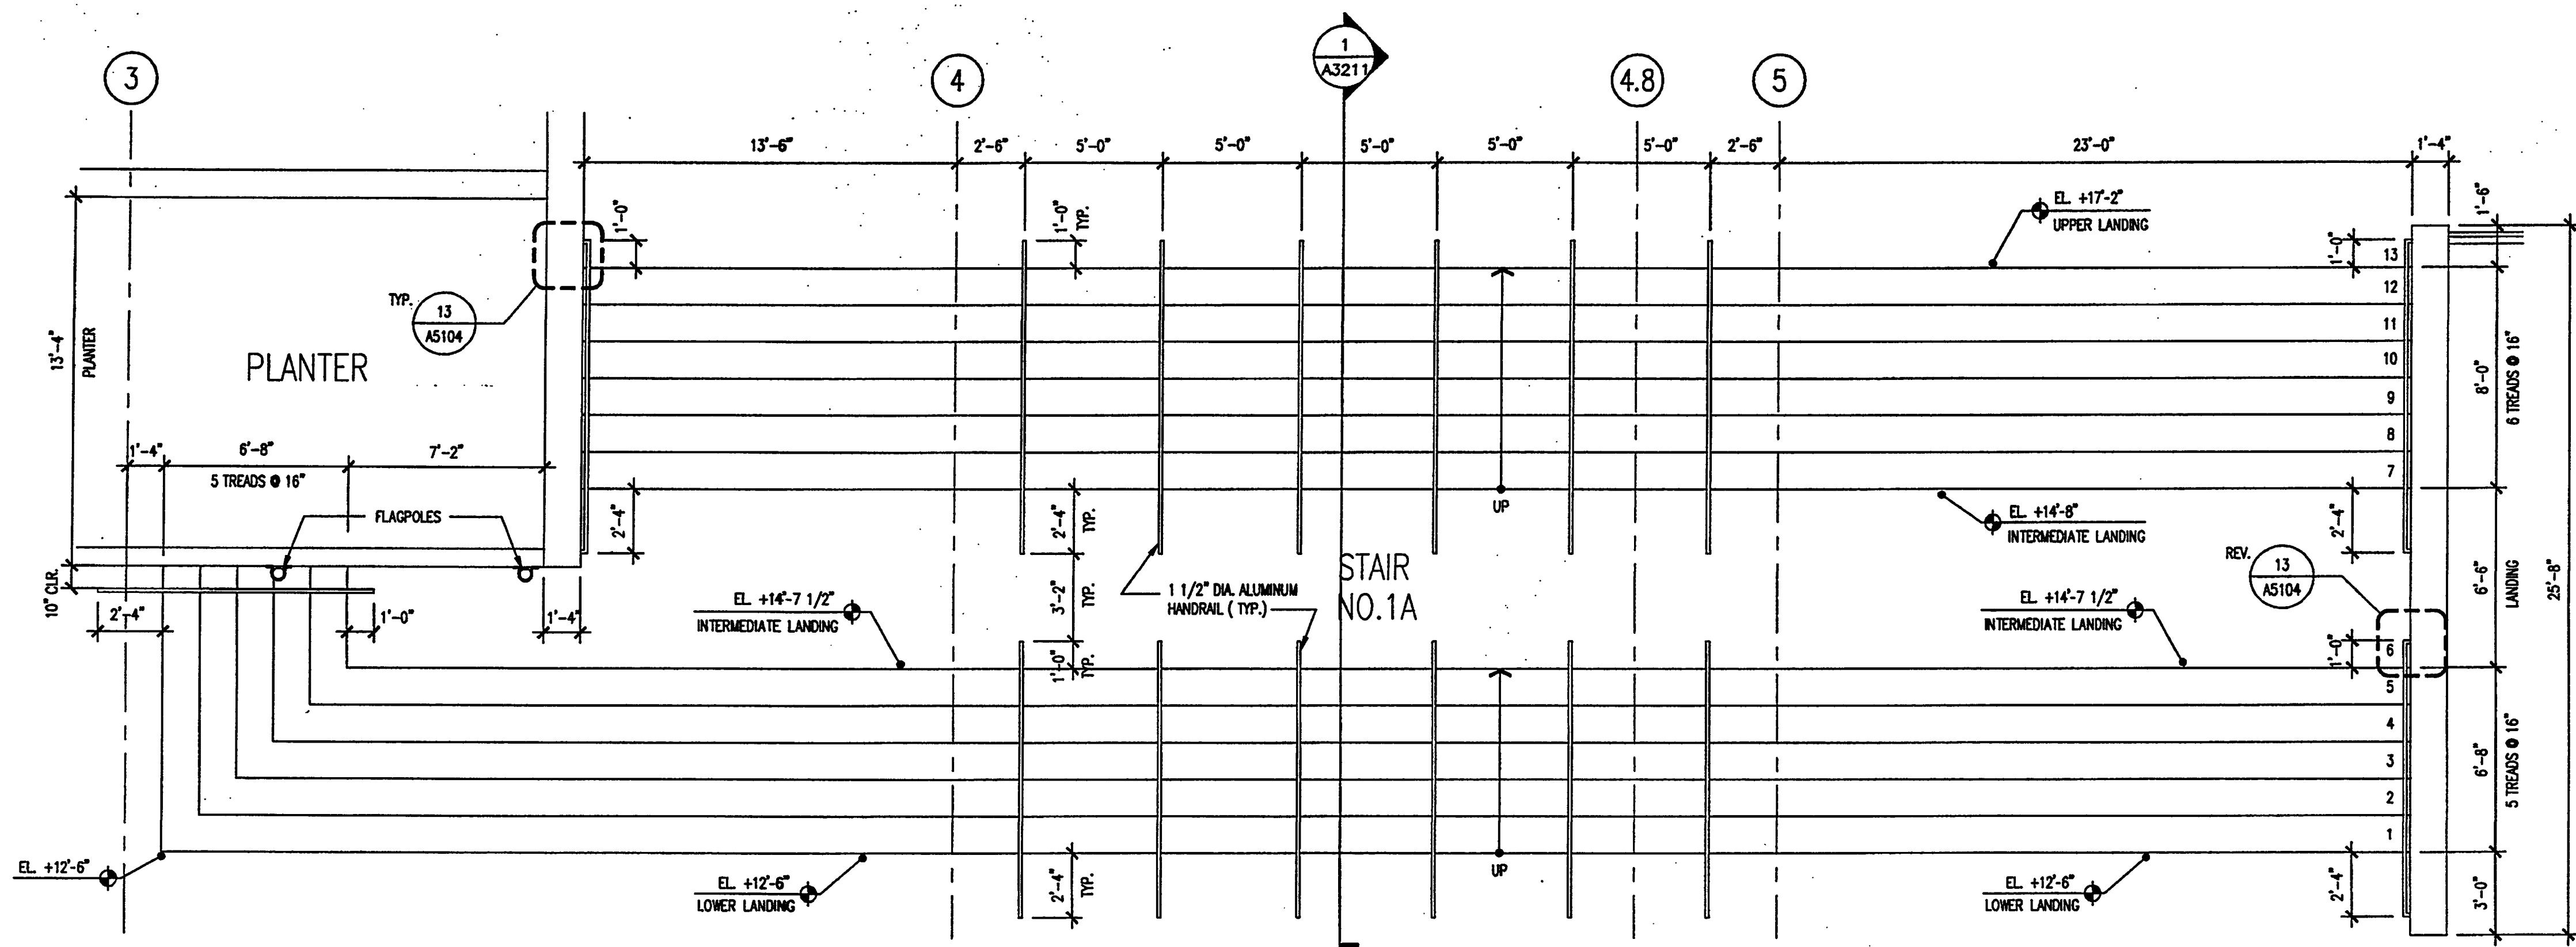 3
4
1
A3211
4.8
5
13'-6"
2'-6"
5'-0"
5'-0"
5'-0"
5'-0"
5'-0"
2'-6"
23'-0"
1'-4"
1'-6"
EL. +17'-2"
UPPER LANDING
1'-0"
1'-0"
TYP.
1'-0"
13
12
11
10
9
8
7
8'-0"
6 TREADS @ 16"
TYP.
13
A5104
13'-4"
PLANTER
PLANTER
1'-4"
6'-8"
7'-2"
5 TREADS @ 16"
FLAGPOLES
2'-4"
2'-4"
TYP.
UP
EL. +14'-8"
INTERMEDIATE LANDING
2'-4"
REV.
13
A5104
6'-6"
LANDING
25'-8"
10" CLR.
2'-4"
1'-0"
1'-4"
EL. +14'-7 1/2"
INTERMEDIATE LANDING
3'-2"
TYP.
1 1/2" DIA. ALUMINUM
HANDRAIL ( TYP.)
STAIR
NO.1A
EL. +14'-7 1/2"
INTERMEDIATE LANDING
1'-0"
TYP.
1'-0"
6
5
4
3
2
1
6'-8"
5 TREADS @ 16"
EL. +12'-6"
EL. +12'-6"
LOWER LANDING
2'-4"
TYP.
UP
EL. +12'-6"
LOWER LANDING
2'-4"
3'-0"